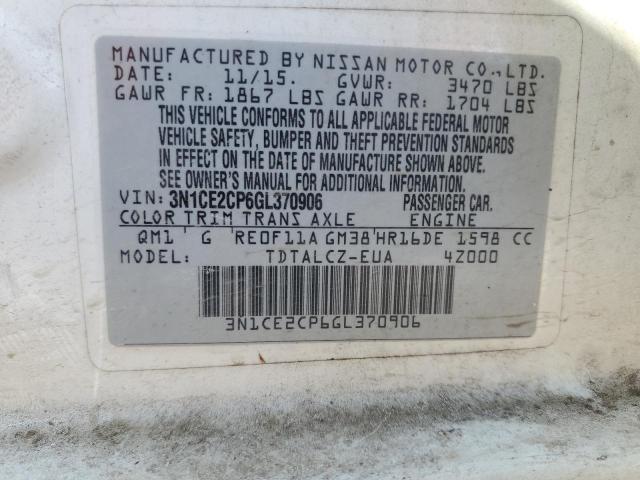 MANUFACTURED BY NISSAN MOTOR CO., LTD.
DATE: 11/15. GVWR: 3470 LBS
GAWR FR: 1867 LBS GAWR RR: 1704 LBS
THIS VEHICLE CONFORMS TO ALL APPLICABLE FEDERAL MOTOR
VEHICLE SAFETY, BUMPER AND THEFT PREVENTION STANDARDS
IN EFFECT ON THE DATE OF MANUFACTURE SHOWN ABOVE.
SEE OWNER'S MANUAL FOR ADDITIONAL INFORMATION.
VIN: 3N1CE2CP6GL370906 PASSENGER CAR.
COLOR TRIM TRANS AXLE ENGINE
QM1 G RE0F11A GM38 HR16DE 1598 CC
MODEL: TDTALCZ-EUA 4Z000
3N1CE2CP6GL370906